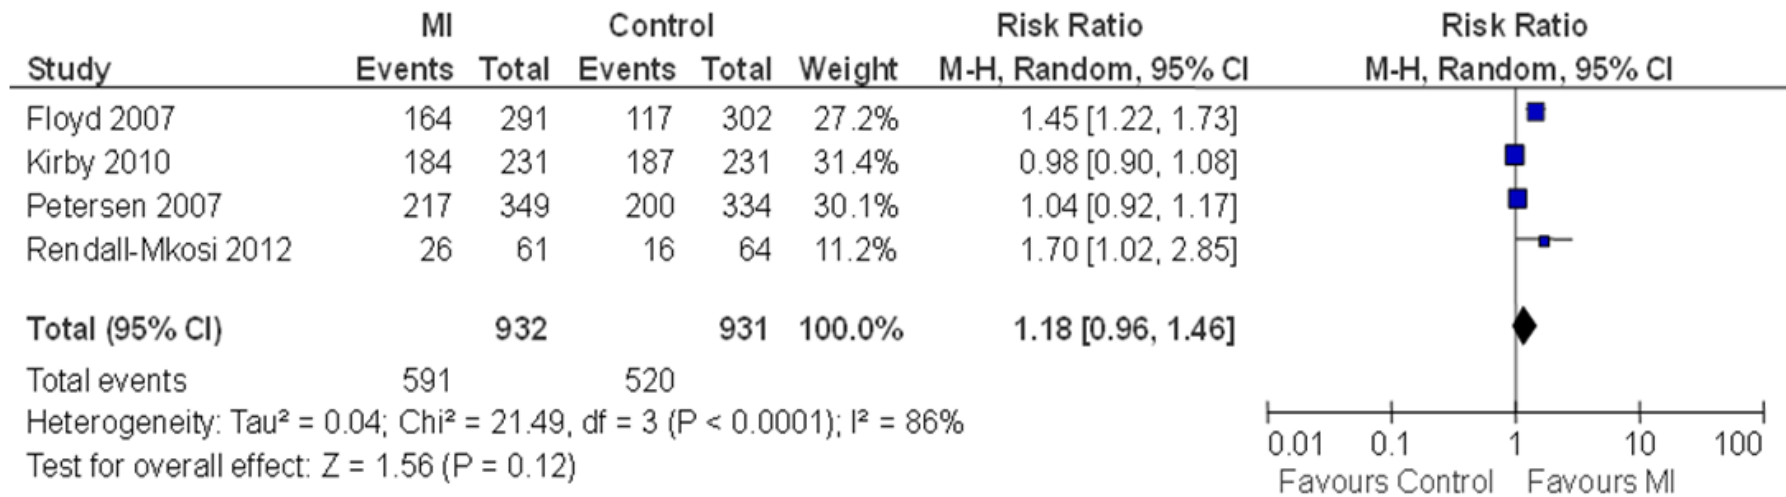 MI Control Risk Ratio Risk Ratio
Study Events Total Events Total Weight M-H, Random, 95% CI M-H, Random, 95% CI
Floyd 2007 164 291 117 302 27.2% 1.45 [1.22, 1.73]
Kirby 2010 184 231 187 231 31.4% 0.98 [0.90, 1.08]
Petersen 2007 217 349 200 334 30.1% 1.04 [0.92, 1.17]
Rendall-Mkosi 2012 26 61 16 64 11.2% 1.70 [1.02, 2.85]
Total (95% CI) 932 931 100.0% 1.18 [0.96, 1.46]
Total events 591 520
Heterogeneity: Tau² = 0.04; Chi² = 21.49, df = 3 (P < 0.0001); I² = 86%
Test for overall effect: Z = 1.56 (P = 0.12)
0.01 0.1 1 10 100
Favours Control Favours MI